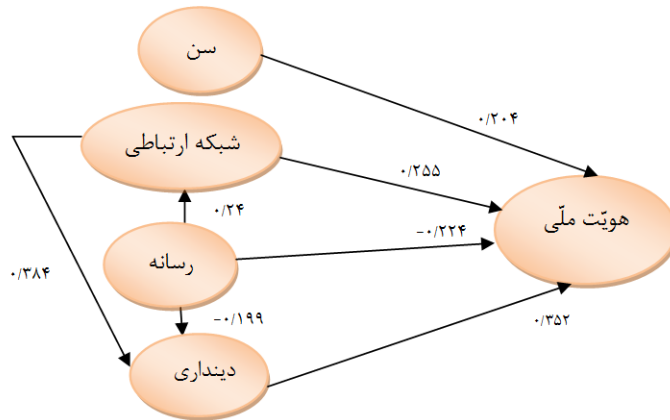 سن
۰/۲۰۴
شبکه ارتباطی
۰/۲۵۵
هویّت ملّی
۰/۲۴
-۰/۲۲۴
رسانه
۰/۳۸۴
-۰/۱۹۹
۰/۳۵۲
دینداری